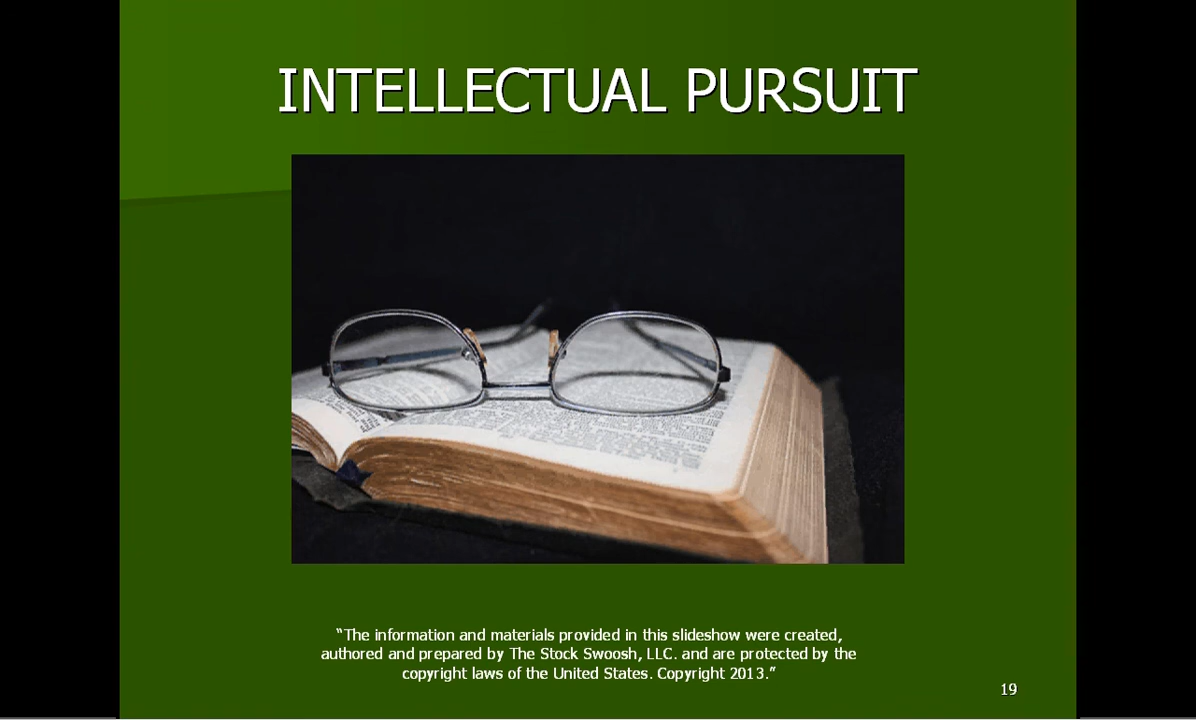 INTELLECTUAL PURSUIT
“The information and materials provided in this slideshow were created,
authored and prepared by The Stock Swoosh, LLC. and are protected by the
copyright laws of the United States. Copyright 2013.”
19